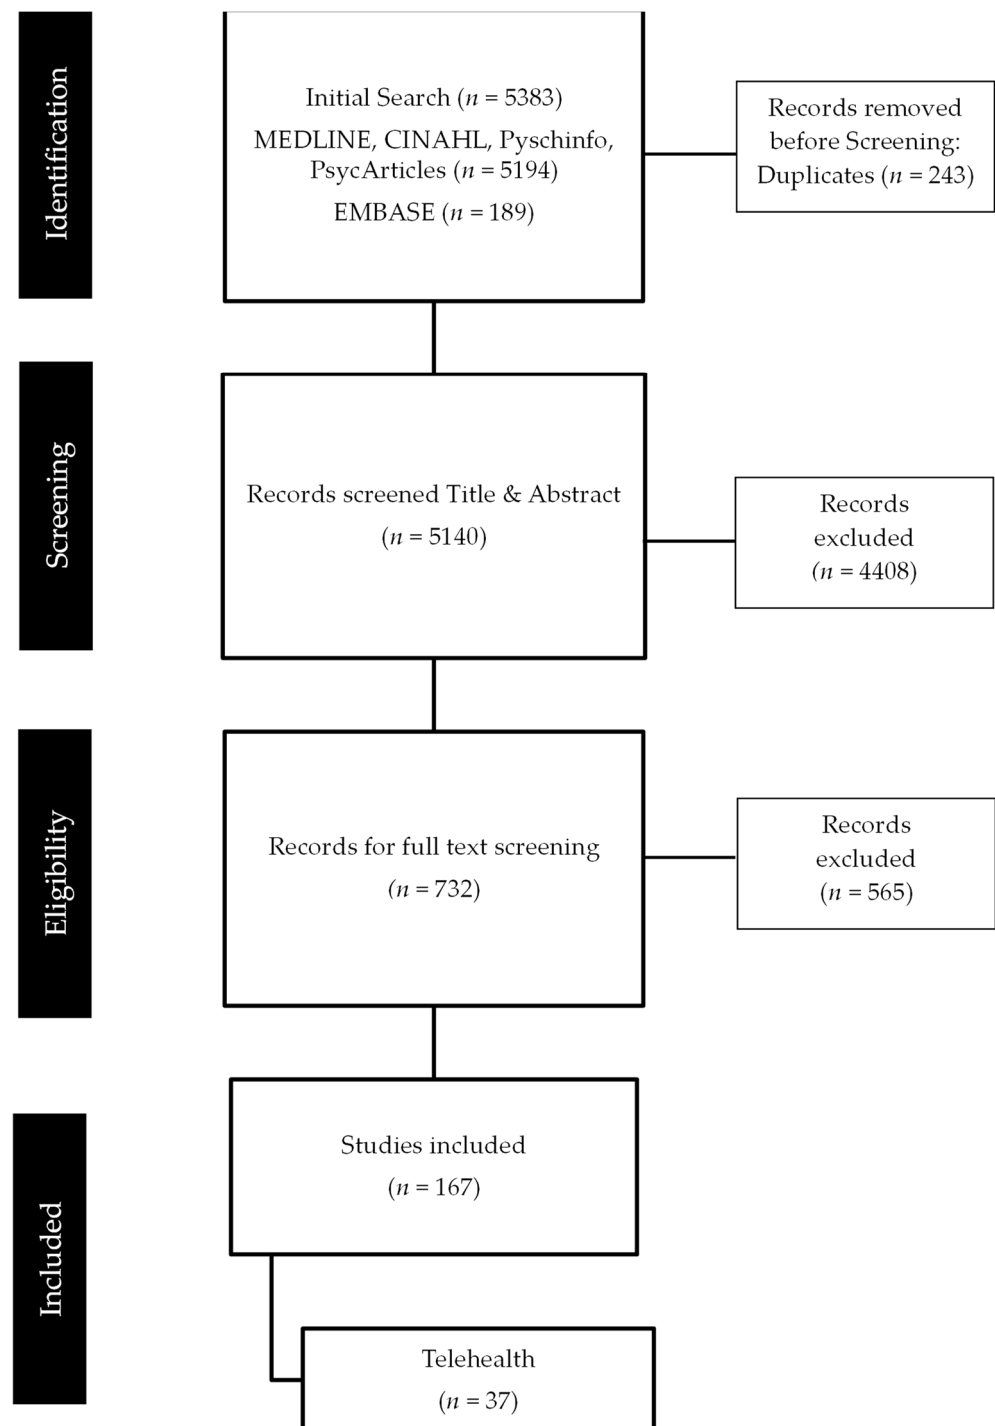 Identification
Initial Search (n = 5383)
MEDLINE, CINAHL, Pyschinfo,
PsycArticles (n = 5194)
EMBASE (n = 189)
Records removed
before Screening:
Duplicates (n = 243)
Screening
Records screened Title & Abstract
(n = 5140)
Records
excluded
(n = 4408)
Eligibility
Records for full text screening
(n = 732)
Records
excluded
(n = 565)
Included
Studies included
(n = 167)
Telehealth
(n = 37)